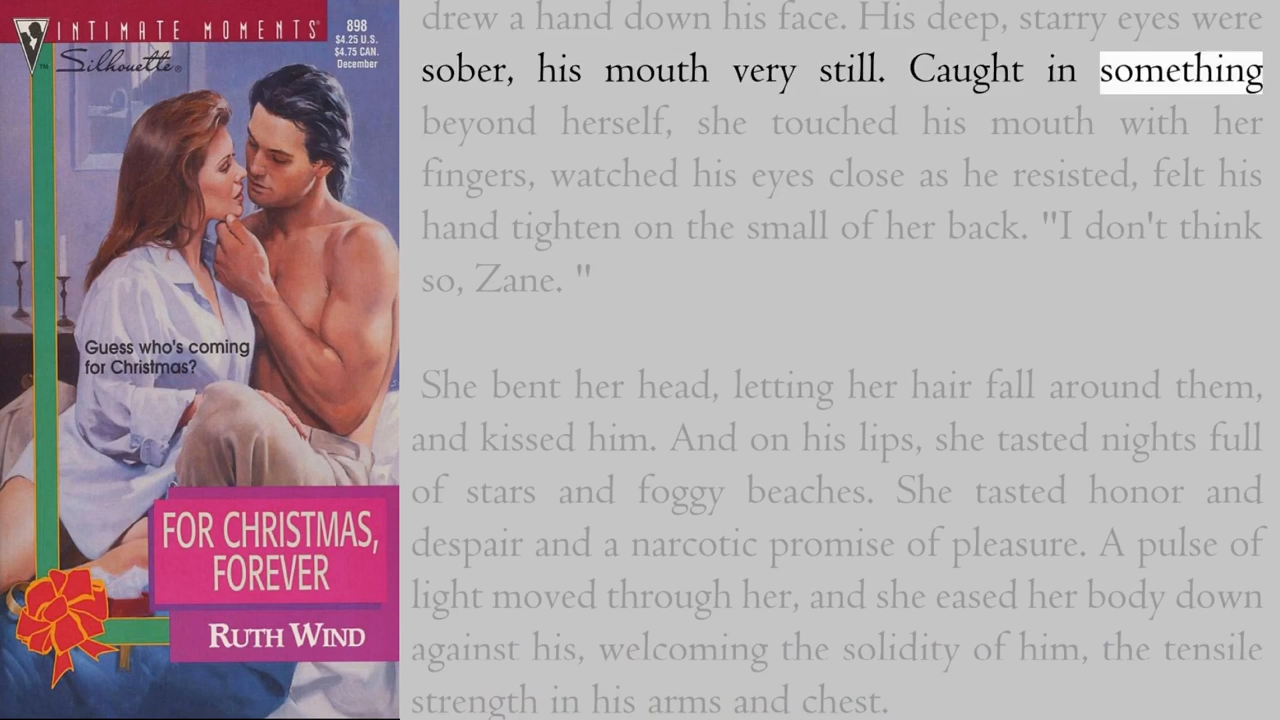 INTIMATE MOMENTS®
898
$4.25 U.S.
$4.75 CAN.
December
TM
Silhouette®
Guess who's coming
for Christmas?
FOR CHRISTMAS,
FOREVER
RUTH WIND
drew a hand down his face. His deep, starry eyes were
sober, his mouth very still. Caught in something
beyond herself, she touched his mouth with her
fingers, watched his eyes close as he resisted, felt his
hand tighten on the small of her back. "I don't think
so, Zane. "
She bent her head, letting her hair fall around them,
and kissed him. And on his lips, she tasted nights full
of stars and foggy beaches. She tasted honor and
despair and a narcotic promise of pleasure. A pulse of
light moved through her, and she eased her body down
against his, welcoming the solidity of him, the tensile
strength in his arms and chest.